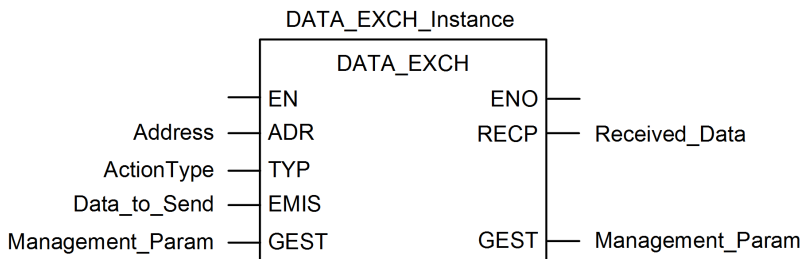 DATA_EXCH_Instance
DATA_EXCH
EN ENO
Address ADR RECP Received_Data
ActionType TYP
Data_to_Send EMIS
Management_Param GEST GEST Management_Param